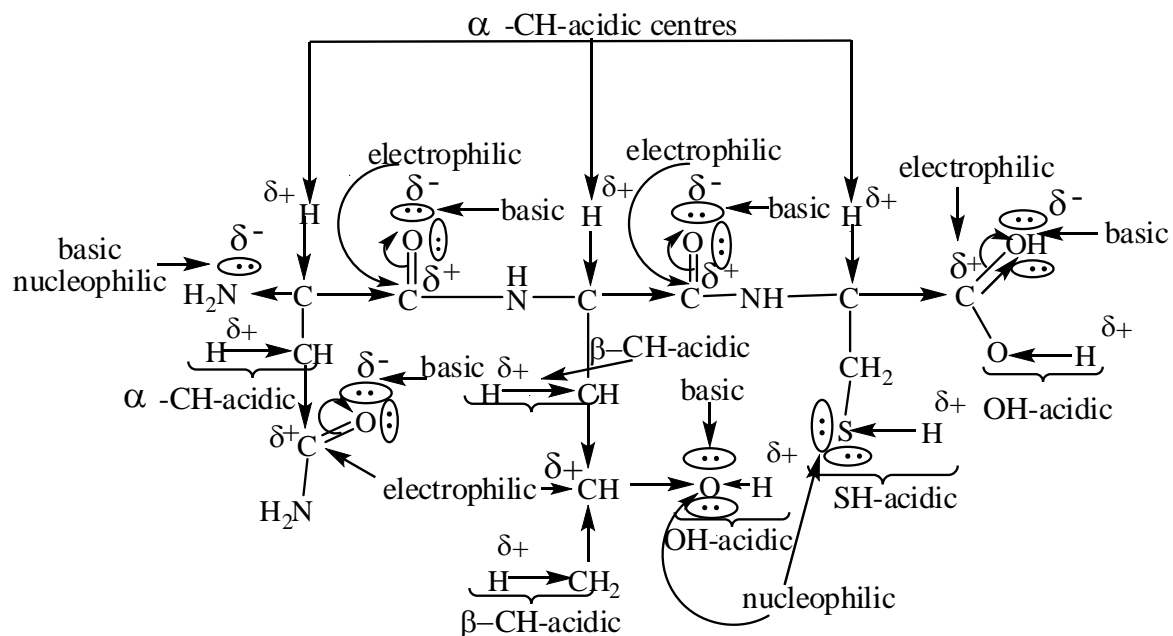 α -CH-acidic centres
electrophilic
electrophilic
electrophilic
δ+ H
δ-
basic
δ+ H
δ-
basic
H δ+
δ-
basic
nucleophilic
δ-
O
δ+
O
δ+
δ+
OH
basic
H₂N
C
C
H
N
C
C
NH
C
C
H δ+
CH
α -CH-acidic
δ-
basic
β–CH-acidic
δ+
H
CH
basic
CH₂
O
H δ+
OH-acidic
δ+
C
O
H₂N
electrophilic
δ+
CH
O
H
δ+
OH-acidic
S
H
δ+
SH-acidic
δ+
H
CH₂
β–CH-acidic
nucleophilic